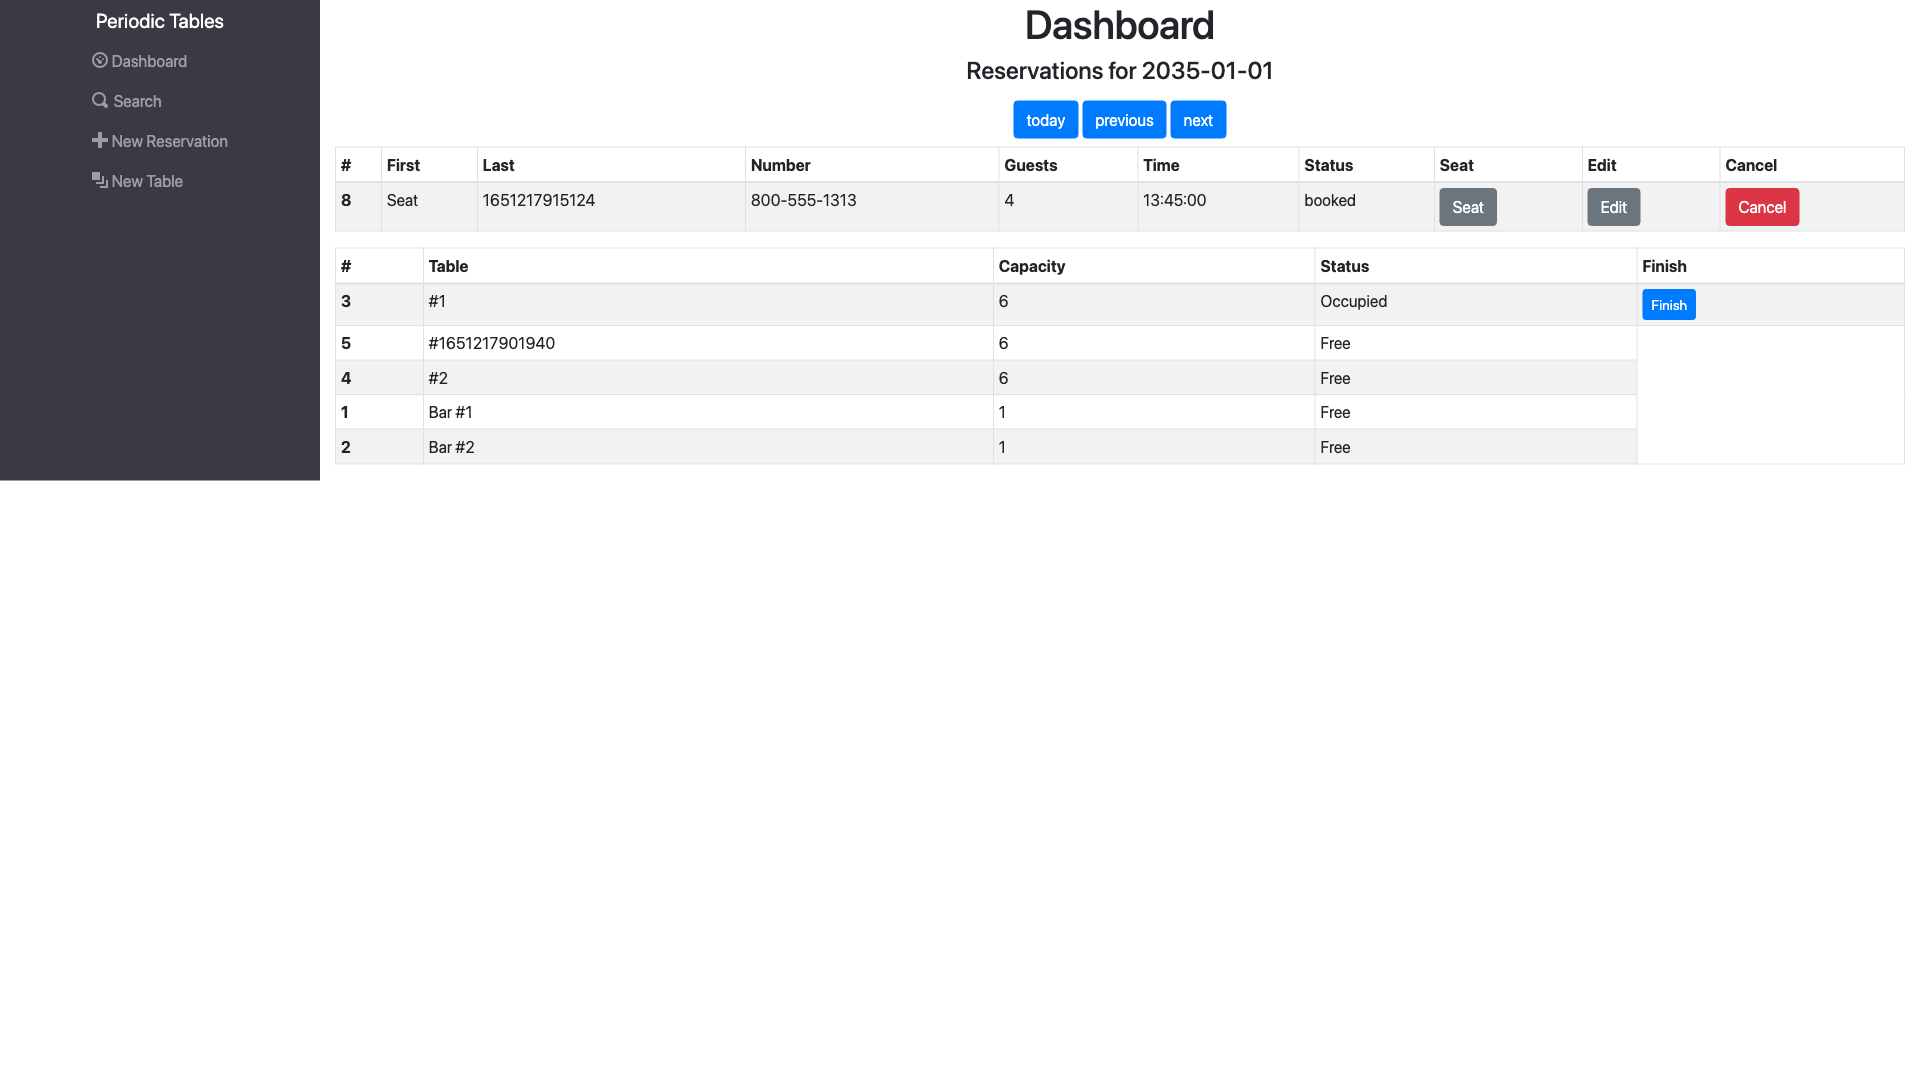 Periodic Tables
Dashboard
Search
New Reservation
New Table
Dashboard
Reservations for 2035-01-01
today previous next
# First Last Number Guests Time Status Seat Edit Cancel
8 Seat 1651217915124 800-555-1313 4 13:45:00 booked Seat Edit Cancel
# Table Capacity Status Finish
3 #1 6 Occupied Finish
5 #1651217901940 6 Free
4 #2 6 Free
1 Bar #1 1 Free
2 Bar #2 1 Free